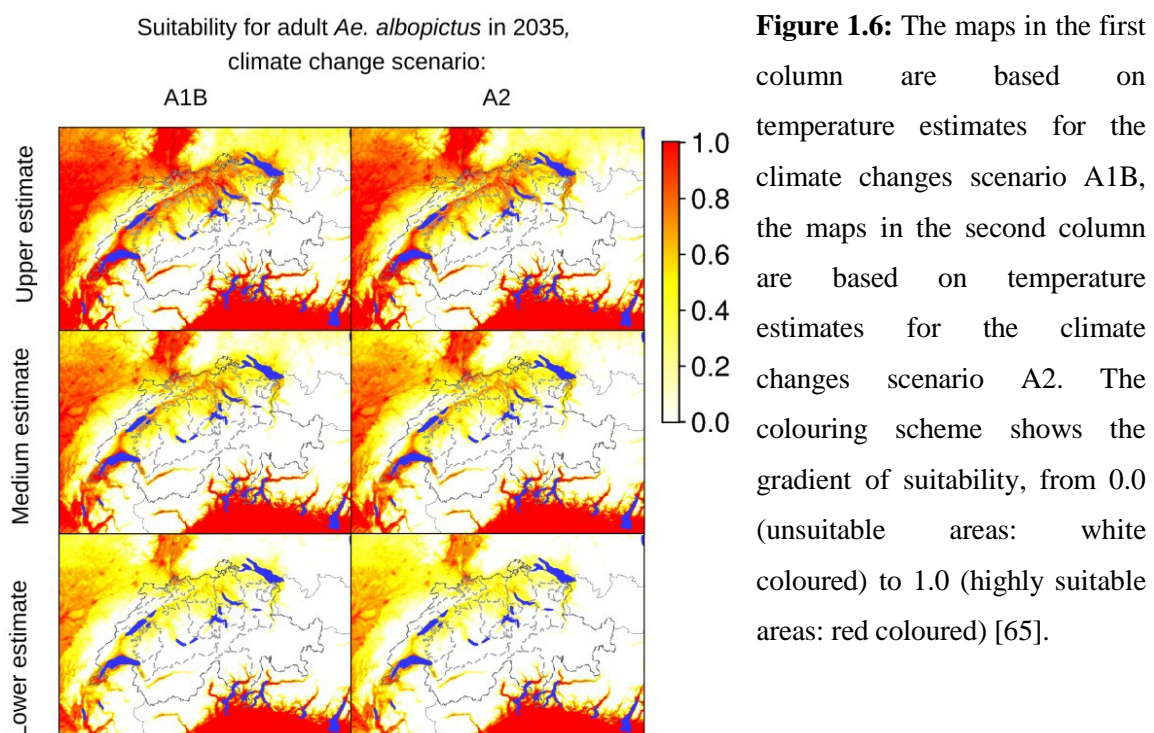 Suitability for adult Ae. albopictus in 2035,
climate change scenario:
A1B
A2
Upper estimate
Medium estimate
Lower estimate
1.0
0.8
0.6
0.4
0.2
0.0
Figure 1.6: The maps in the first
column are based on
temperature estimates for the
climate changes scenario A1B,
the maps in the second column
are based on temperature
estimates for the climate
changes scenario A2. The
colouring scheme shows the
gradient of suitability, from 0.0
(unsuitable areas: white
coloured) to 1.0 (highly suitable
areas: red coloured) [65].